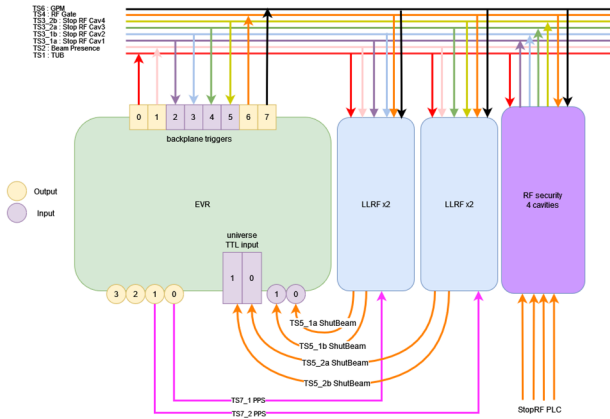 TS6 : GPM
TS4 : RF Gate
TS3_2b : Stop RF Cav4
TS3_2a : Stop RF Cav3
TS3_1b : Stop RF Cav2
TS3_1a : Stop RF Cav1
TS2 : Beam Presence
TS1 : TUB
0 1 2 3 4 5 6 7
backplane triggers
Output
Input
EVR
LLRF x2
LLRF x2
RF security
4 cavities
universe
TTL input
1 0
3 2 1 0
1 0
TS5_1a ShutBeam
TS5_1b ShutBeam
TS5_2a ShutBeam
TS5_2b ShutBeam
TS7_1 PPS
TS7_2 PPS
StopRF PLC